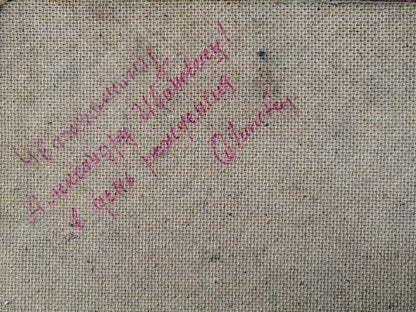 Уважаемому
Александру Ивановичу!
в день рождения